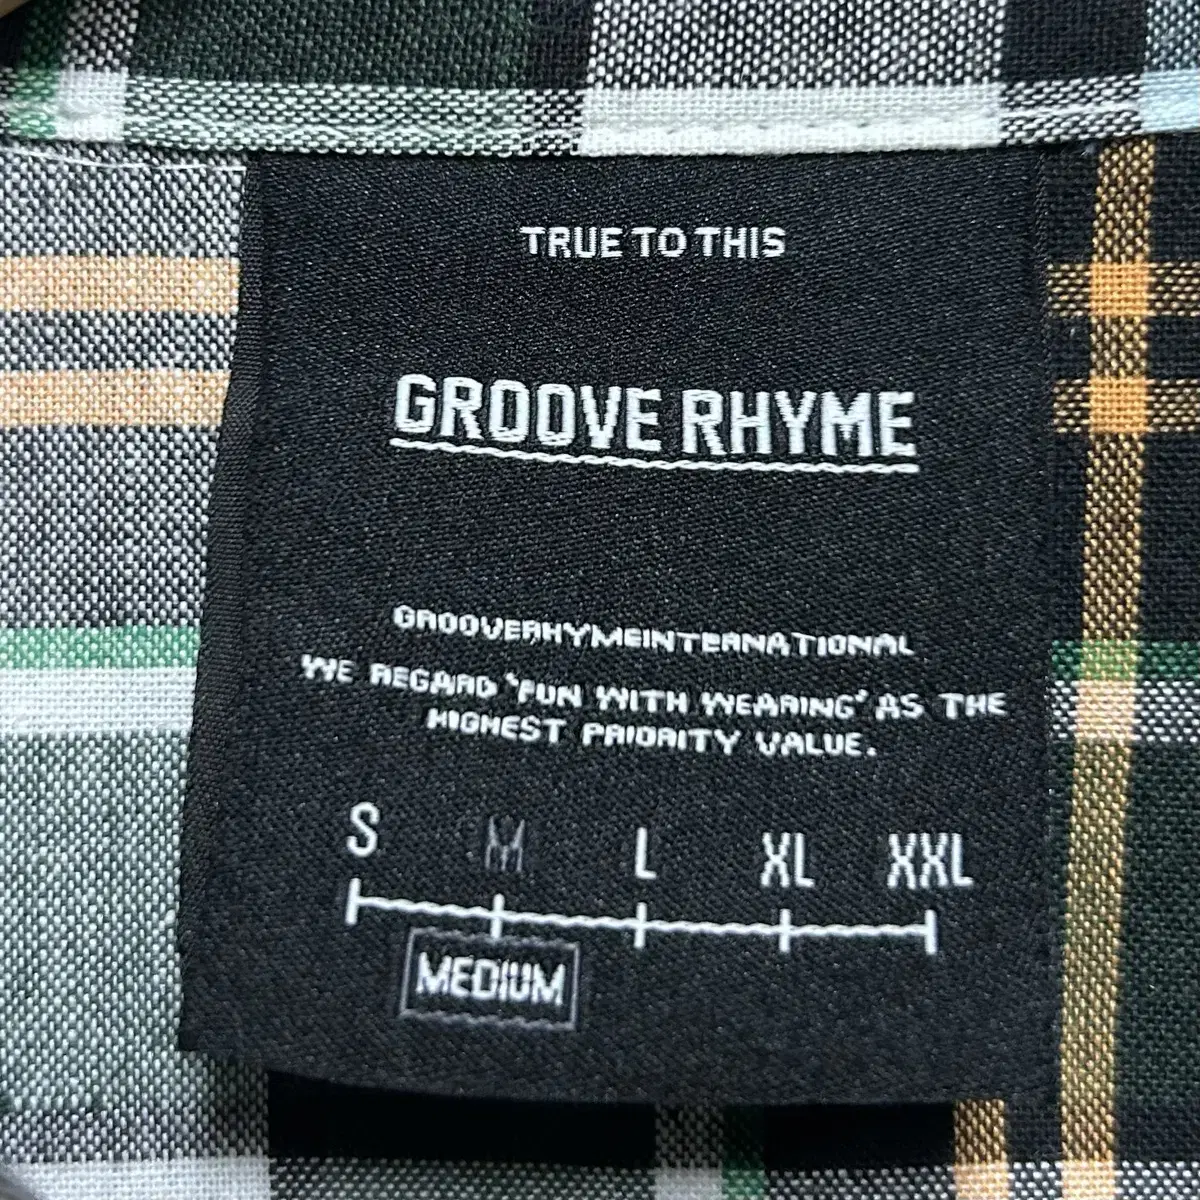 TRUE TO THIS
GROOVE RHYME
GROOVERHYMEINTERNATIONAL
WE REGARD 'FUN WITH WEARING' AS THE
HIGHEST PRIORITY VALUE.
S M L XL XXL
MEDIUM